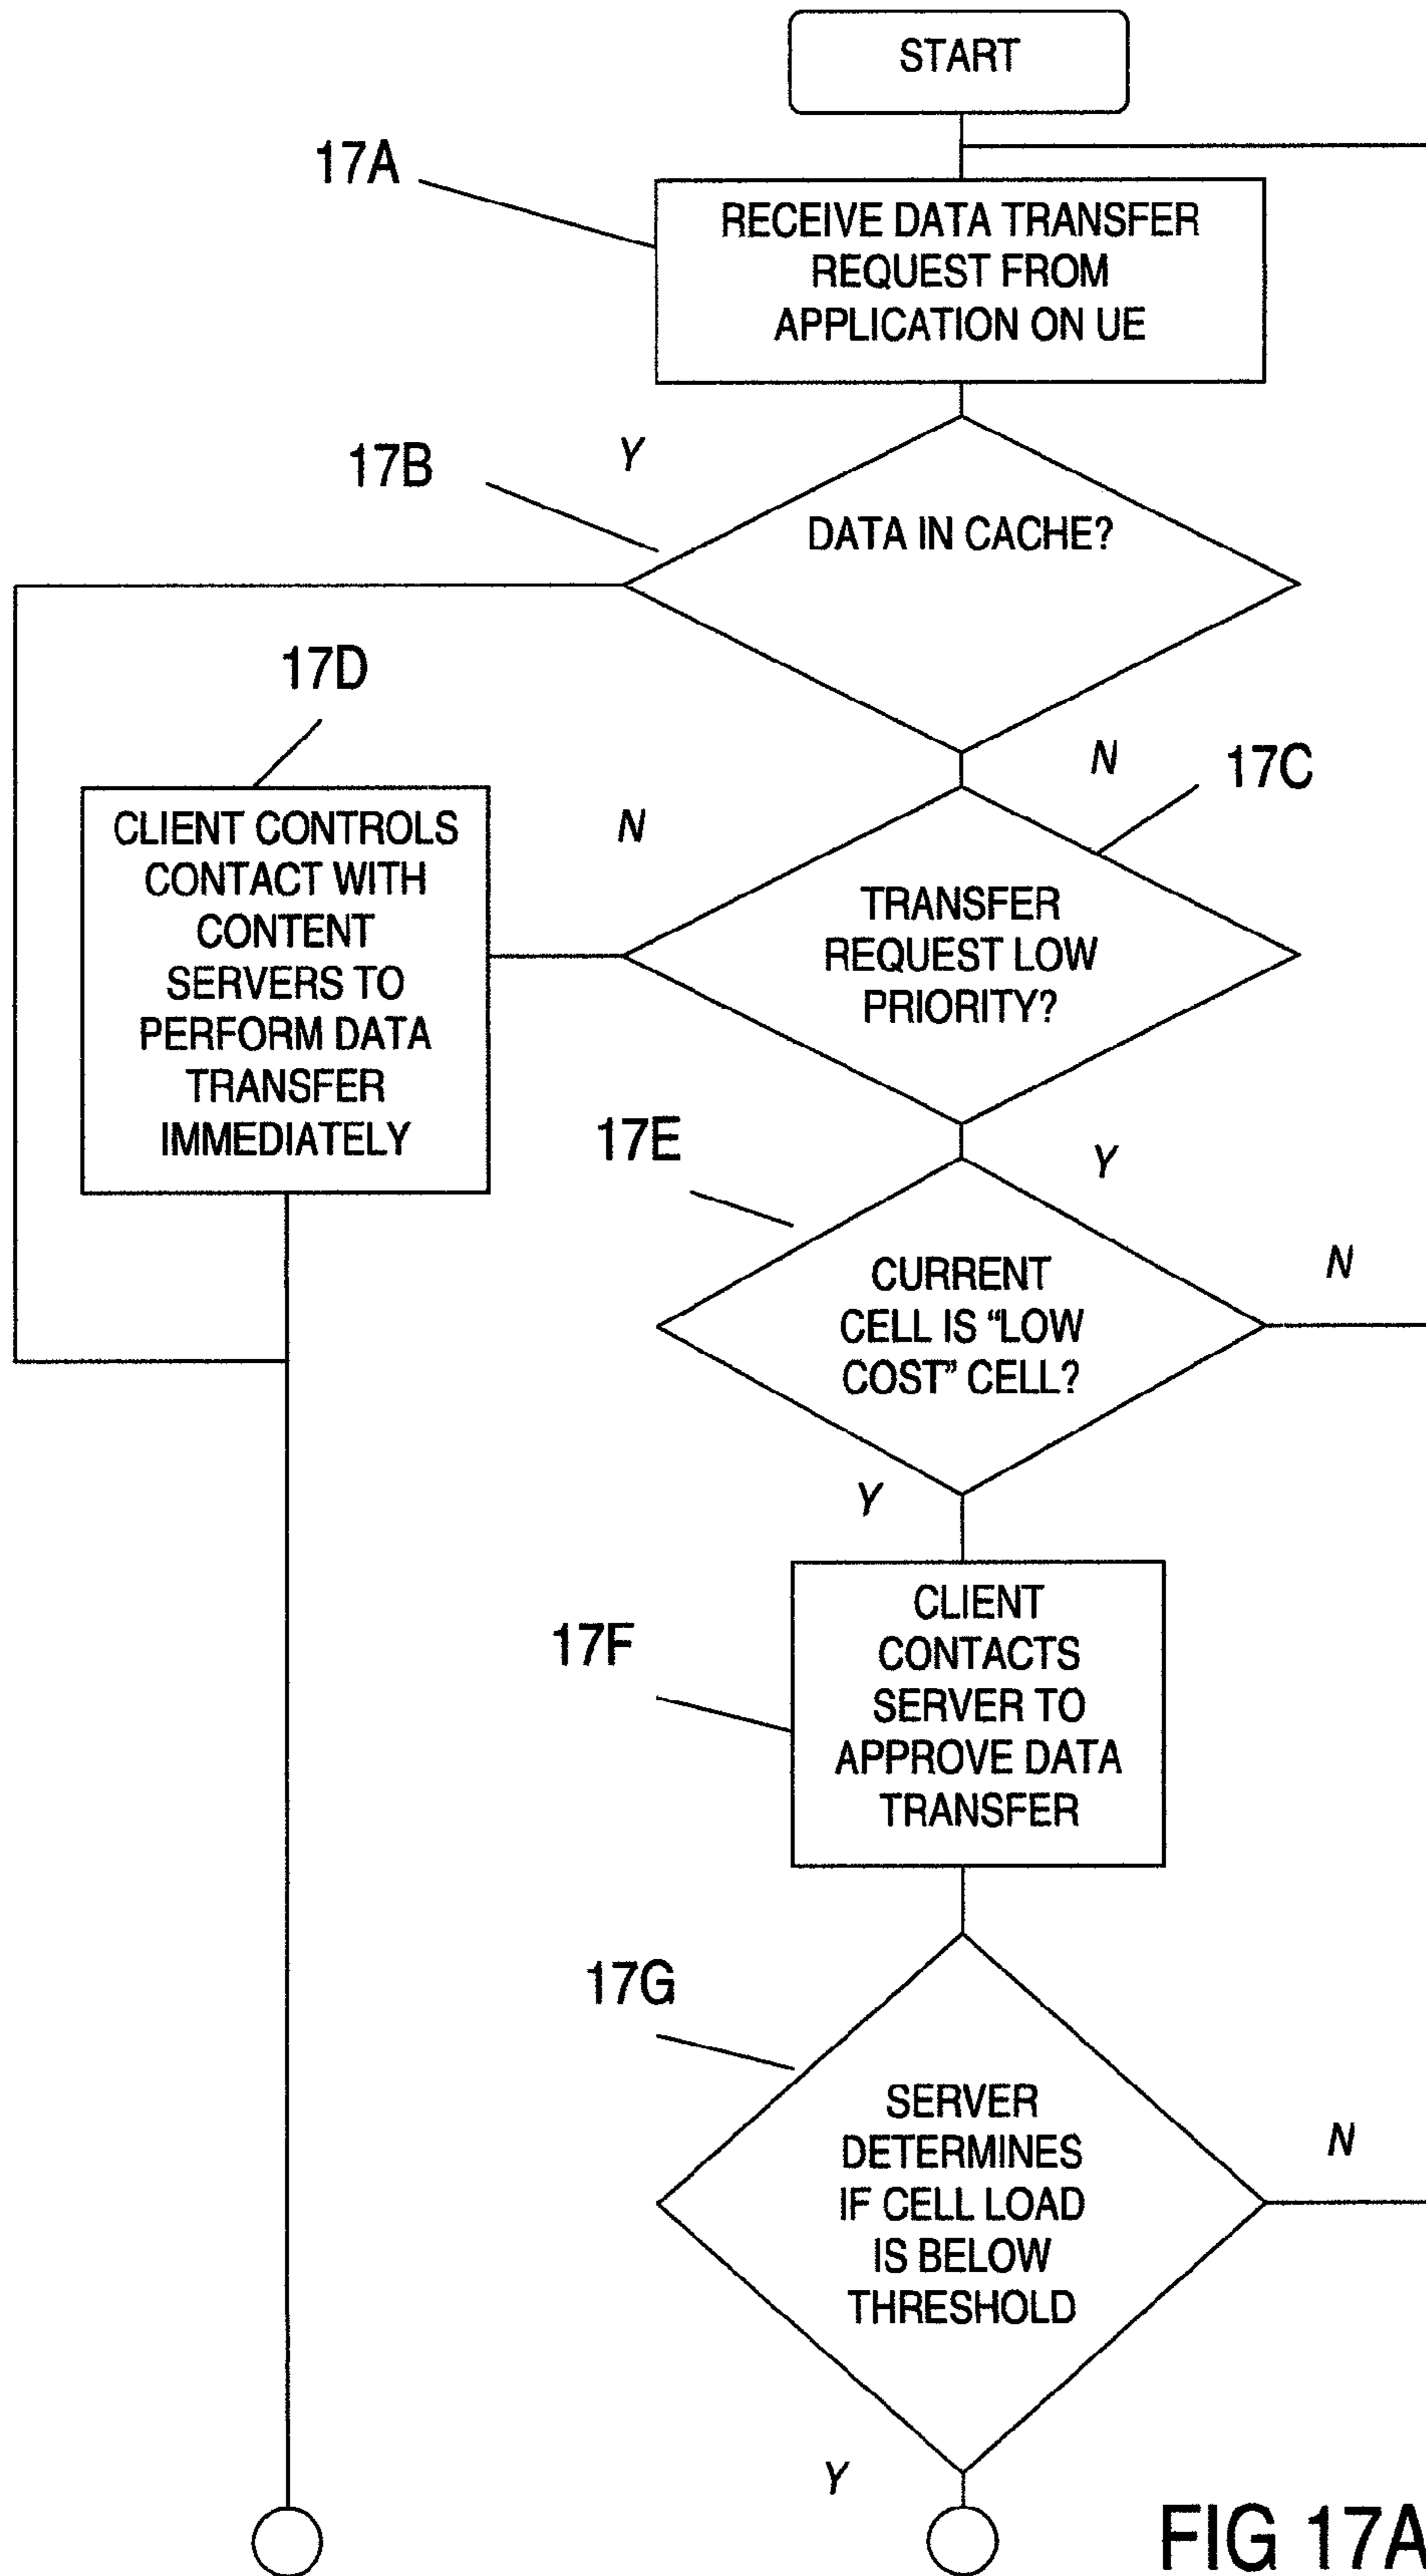 START
17A
RECEIVE DATA TRANSFER
REQUEST FROM
APPLICATION ON UE
Y
17B
DATA IN CACHE?
17D
N
17C
CLIENT CONTROLS
CONTACT WITH
CONTENT
SERVERS TO
PERFORM DATA
TRANSFER
IMMEDIATELY
N
TRANSFER
REQUEST LOW
PRIORITY?
17E
Y
CURRENT
CELL IS “LOW
COST” CELL?
N
Y
17F
CLIENT
CONTACTS
SERVER TO
APPROVE DATA
TRANSFER
17G
SERVER
DETERMINES
IF CELL LOAD
IS BELOW
THRESHOLD
N
Y
FIG 17A